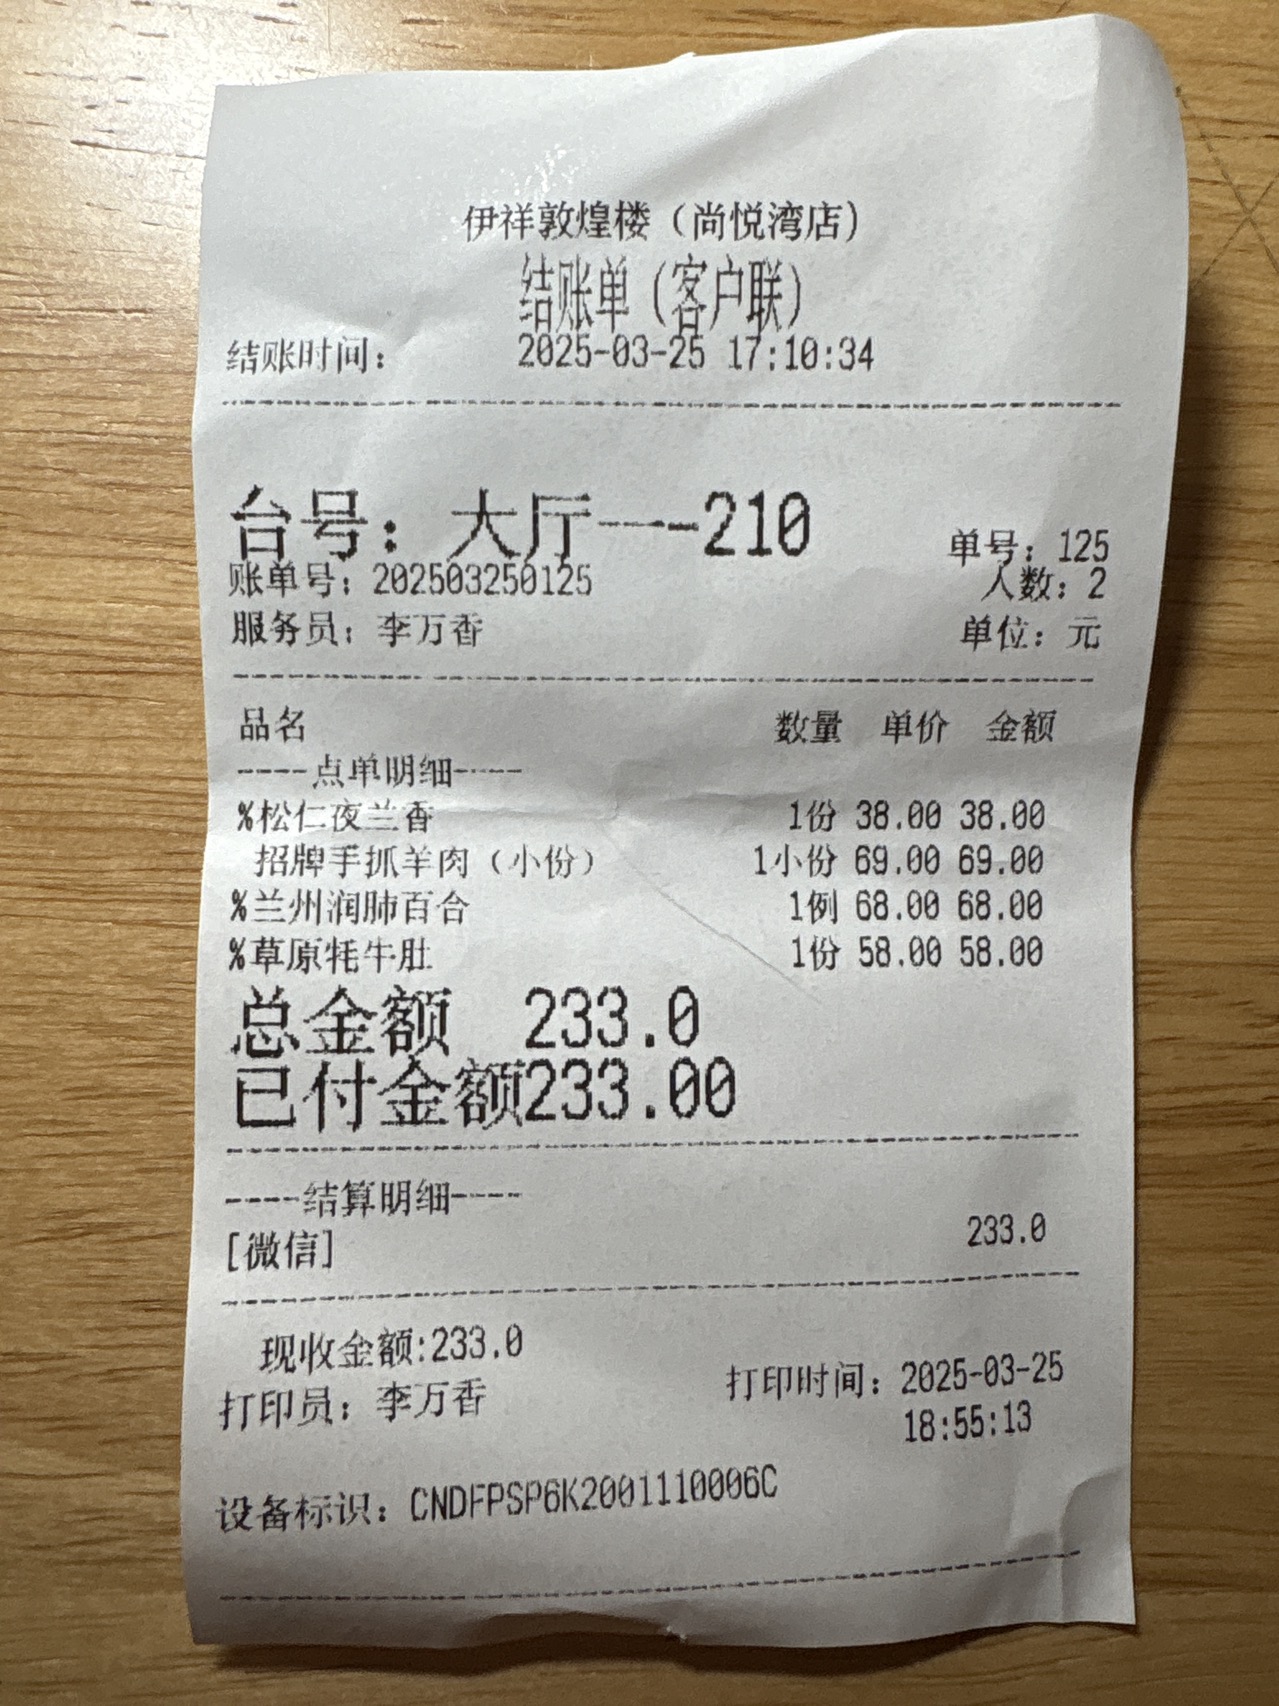 伊祥敦煌楼（尚悦湾店）
结账单（客户联）
结账时间： 2025-03-25 17:10:34
台号：大厅---210
单号：125
账单号：202503250125 人数：2
服务员：李万香 单位：元
品名 数量 单价 金额
----点单明细----
%松仁夜兰香 1份 38.00 38.00
招牌手抓羊肉（小份） 1小份 69.00 69.00
%兰州润肺百合 1例 68.00 68.00
%草原牦牛肚 1份 58.00 58.00
总金额 233.0
已付金额233.00
----结算明细----
[微信] 233.0
现收金额:233.0
打印员：李万香 打印时间：2025-03-25
18:55:13
设备标识：CNDFPSP6K2001110006C